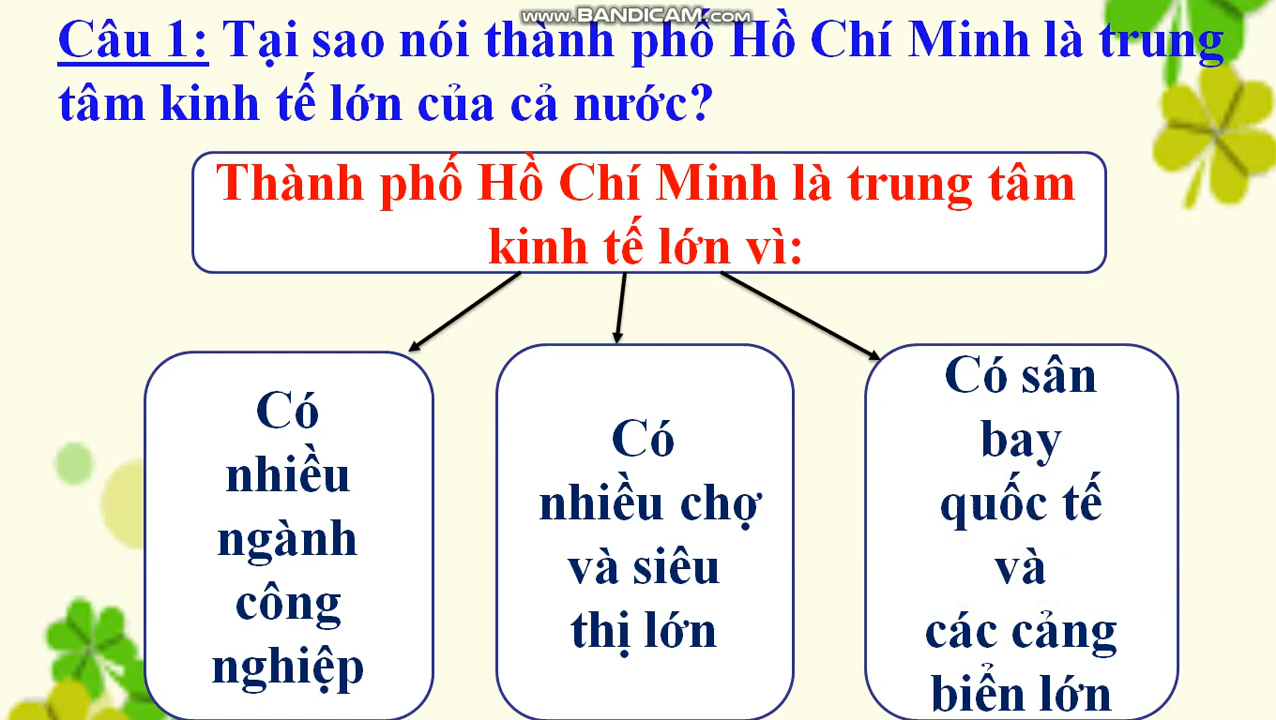 www.BANDICAM.com
Câu 1: Tại sao nói thành phố Hồ Chí Minh là trung
tâm kinh tế lớn của cả nước?
Thành phố Hồ Chí Minh là trung tâm
kinh tế lớn vì:
Có
nhiều
ngành
công
nghiệp
Có
nhiều chợ
và siêu
thị lớn
Có sân
bay
quốc tế
và
các cảng
biển lớn